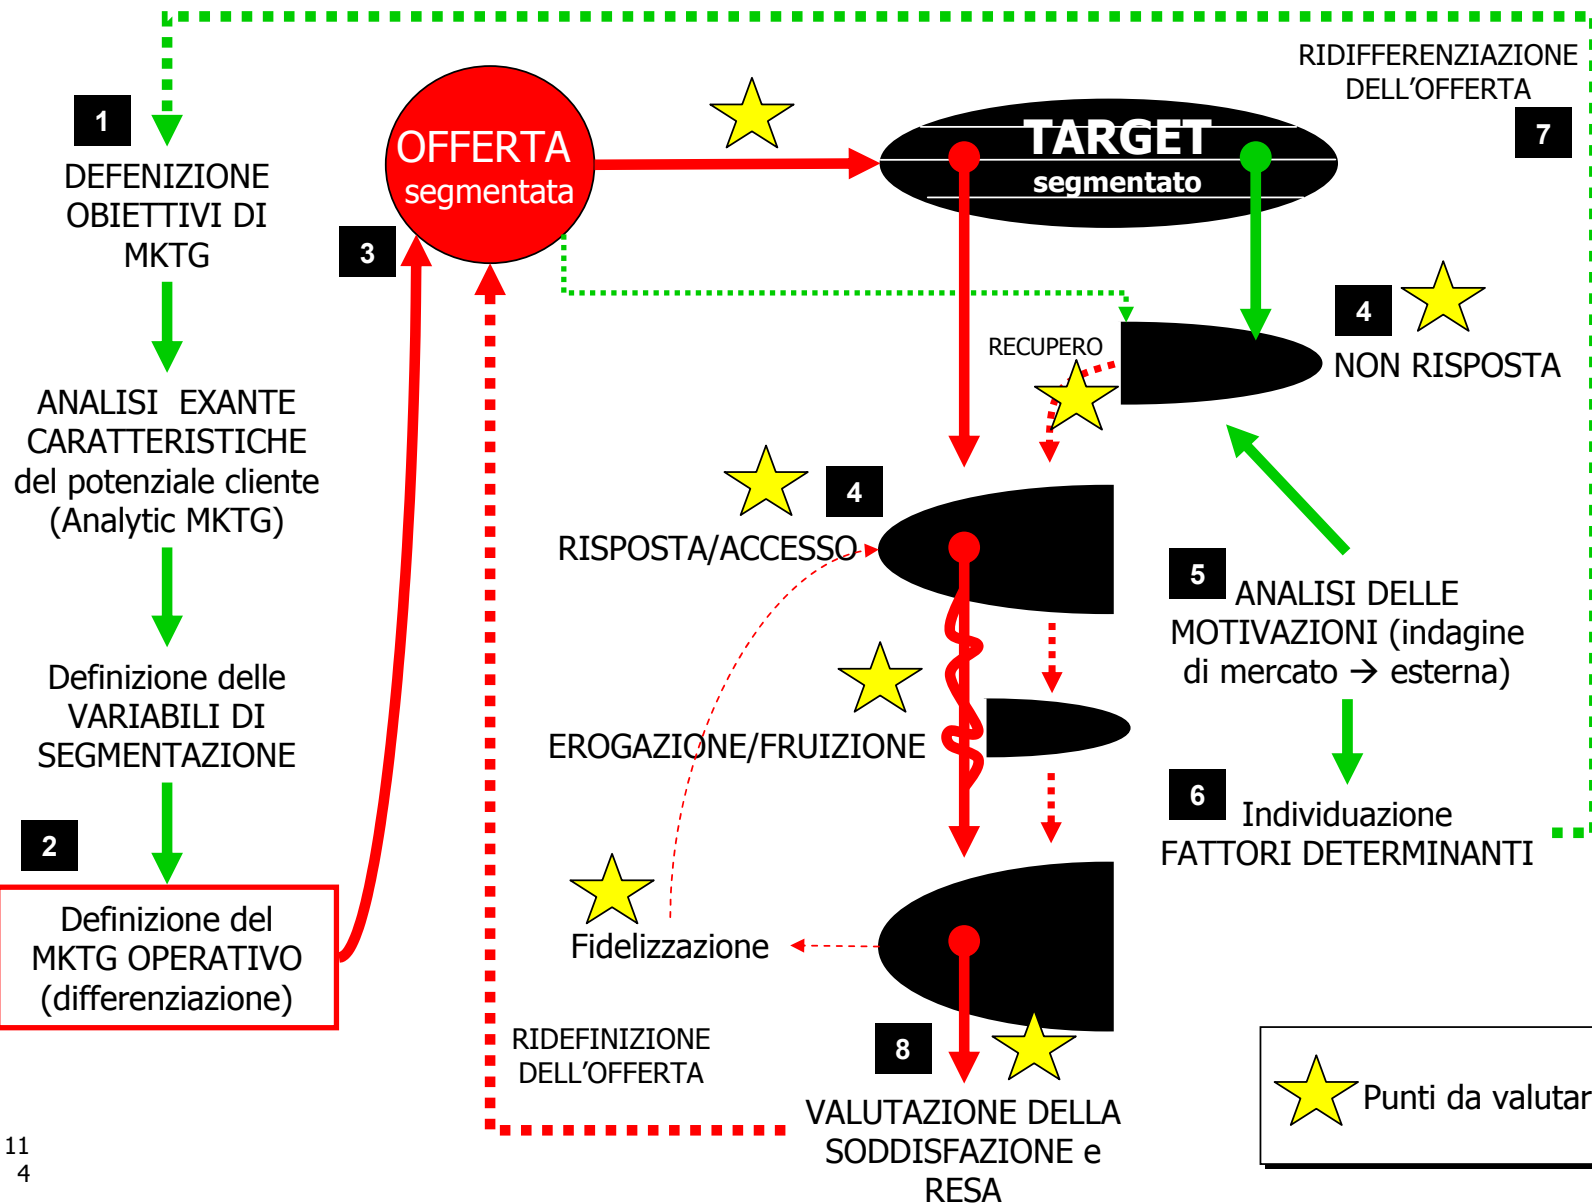 1
DEFENIZIONE
OBIETTIVI DI
MKTG
ANALISI EXANTE
CARATTERISTICHE
del potenziale cliente
(Analytic MKTG)
Definizione delle
VARIABILI DI
SEGMENTAZIONE
2
Definizione del
MKTG OPERATIVO
(differenziazione)
3
OFFERTA
segmentata
TARGET
segmentato
RIDIFFERENZIAZIONE
DELL’OFFERTA
7
4
NON RISPOSTA
RECUPERO
4
RISPOSTA/ACCESSO
5
ANALISI DELLE
MOTIVAZIONI (indagine
di mercato → esterna)
EROGAZIONE/FRUIZIONE
6
Individuazione
FATTORI DETERMINANTI
Fidelizzazione
RIDEFINIZIONE
DELL’OFFERTA
8
VALUTAZIONE DELLA
SODDISFAZIONE e
RESA
Punti da valutar
11
4